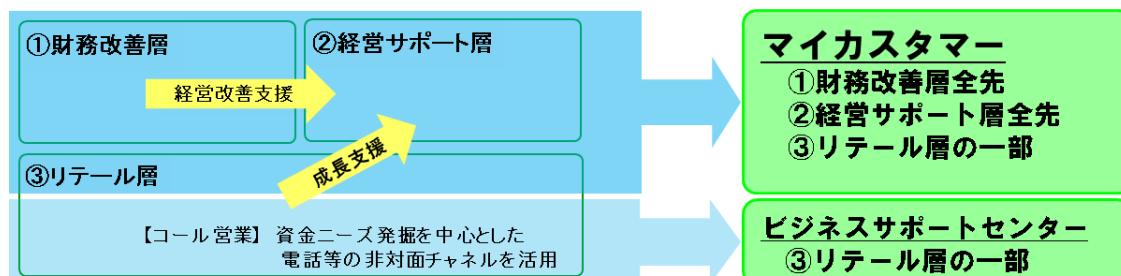 ①財務改善層
②経営サポート層
経営改善支援
成長支援
③リテール層
【コール営業】 資金ニーズ発掘を中心とした
電話等の非対面チャネルを活用
マイカスタマー
①財務改善層全先
②経営サポート層全先
③リテール層の一部
ビジネスサポートセンター
③リテール層の一部